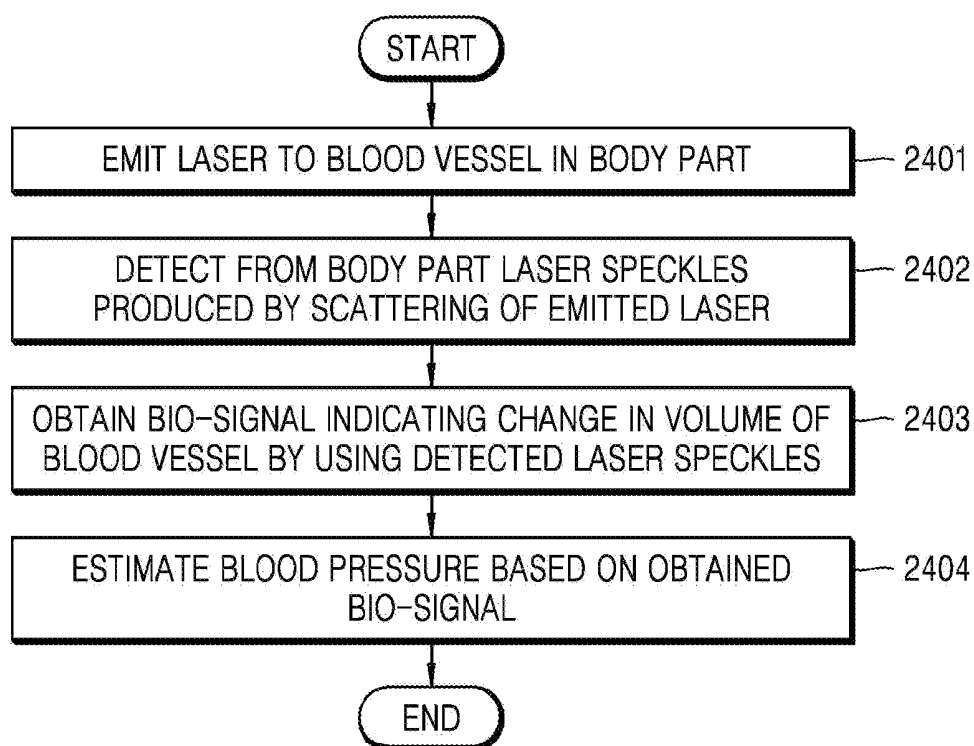 START
EMIT LASER TO BLOOD VESSEL IN BODY PART
2401
DETECT FROM BODY PART LASER SPECKLES
PRODUCED BY SCATTERING OF EMITTED LASER
2402
OBTAIN BIO-SIGNAL INDICATING CHANGE IN VOLUME OF
BLOOD VESSEL BY USING DETECTED LASER SPECKLES
2403
ESTIMATE BLOOD PRESSURE BASED ON OBTAINED
BIO-SIGNAL
2404
END